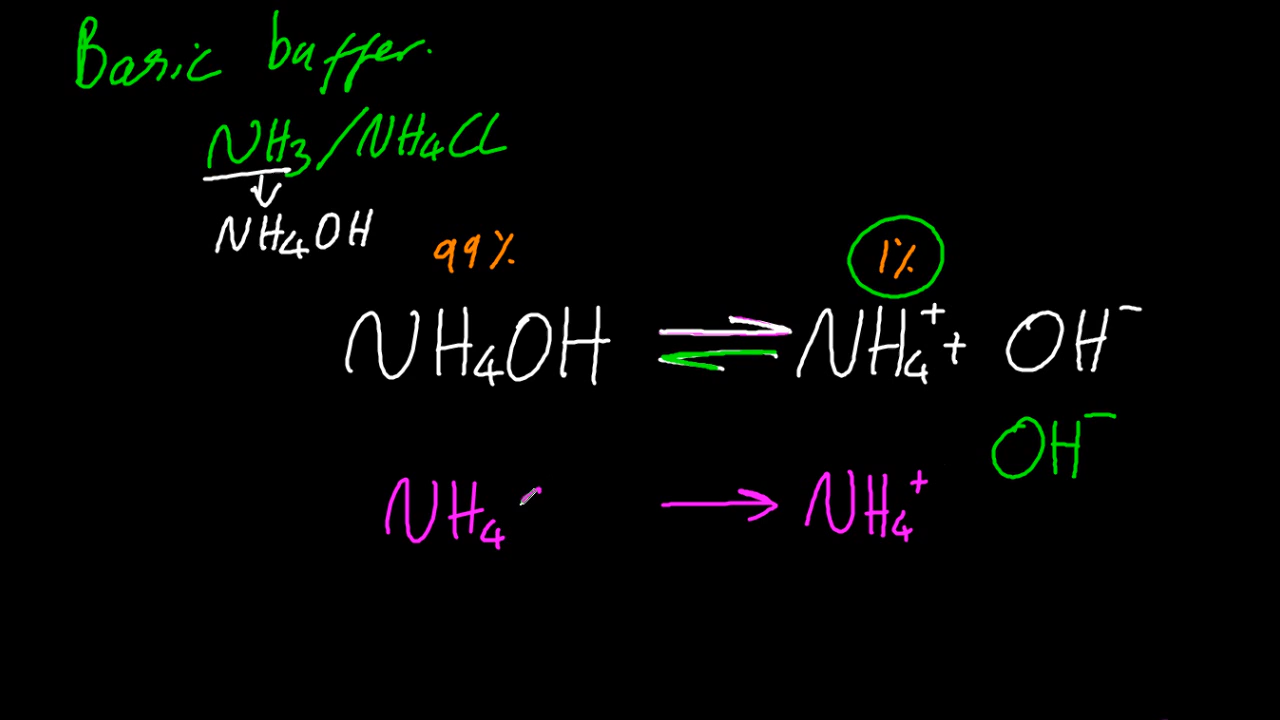 Basic buffer.
NH3/NH4Cl
↓
NH4OH
99% 1%
NH4OH ⇌ NH4+ + OH-
OH-
NH4 → NH4+